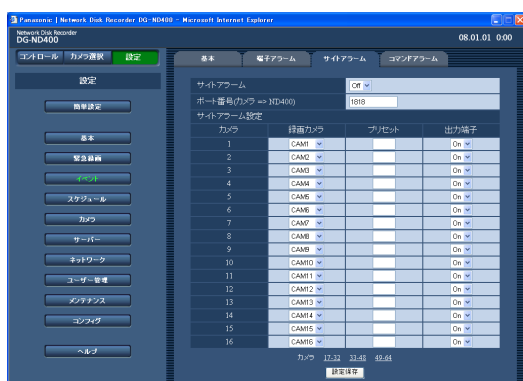 Panasonic | Network Disk Recorder DG-ND400 - Microsoft Internet Explorer
Network Disk Recorder
DG-ND400
08.01.01 0:00
コントロール カメラ選択 設定
基本 端子アラーム サイトアラーム コマンドアラーム
設定
簡単設定
基本
緊急録画
イベント
スケジュール
カメラ
サーバー
ネットワーク
ユーザー管理
メンテナンス
コンフィグ
ヘルプ
サイトアラーム Off
ポート番号(カメラ => ND400) 1818
サイトアラーム設定
カメラ 録画カメラ プリセット 出力端子
1 CAM1 On
2 CAM2 On
3 CAM3 On
4 CAM4 On
5 CAM5 On
6 CAM6 On
7 CAM7 On
8 CAM8 On
9 CAM9 On
10 CAM10 On
11 CAM11 On
12 CAM12 On
13 CAM13 On
14 CAM14 On
15 CAM15 On
16 CAM16 On
カメラ 17-32 33-48 49-64
設定保存